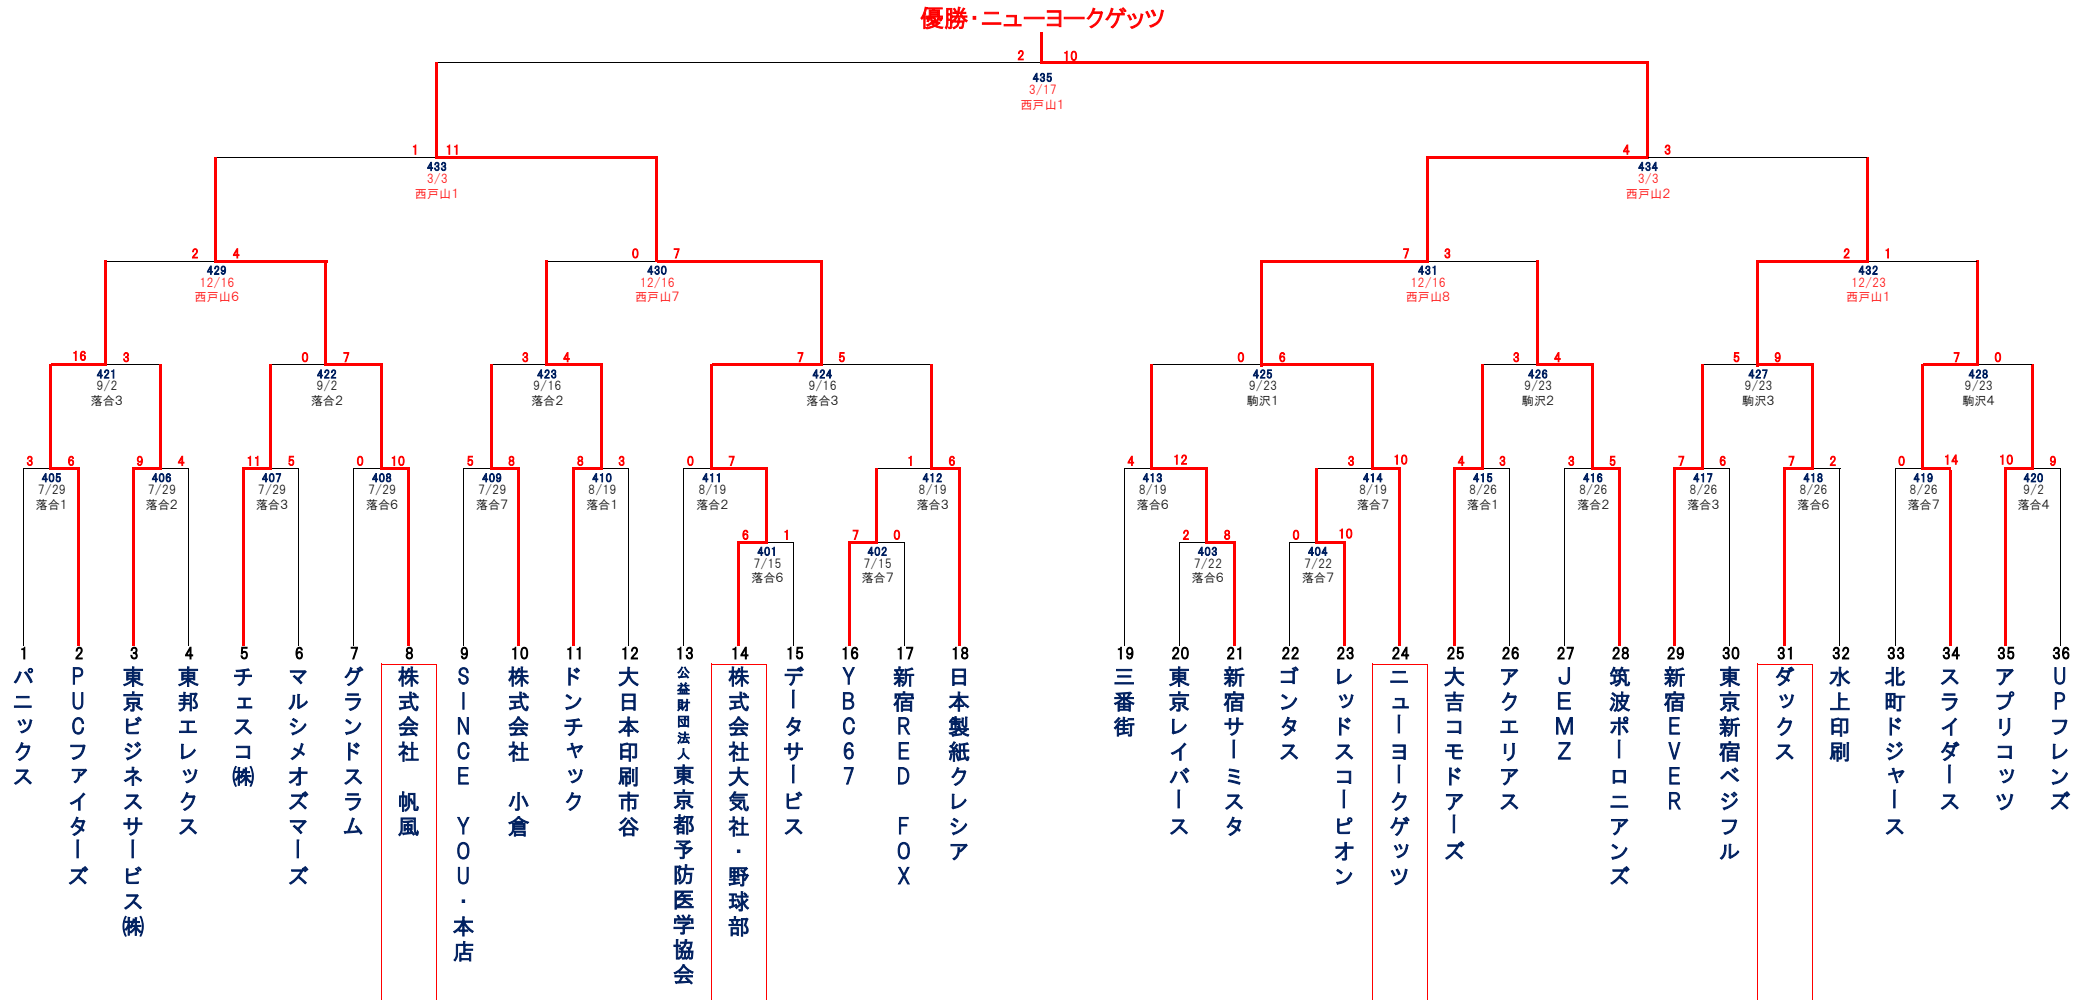 優勝・ニューヨークゲッツ
2 10
435
3/17
西戸山1
1 11
433
3/3
西戸山1
4 3
434
3/3
西戸山2
2 4
429
12/16
西戸山6
0 7
430
12/16
西戸山7
7 3
431
12/16
西戸山8
2 1
432
12/23
西戸山1
16 3
421
9/2
落合3
0 7
422
9/2
落合2
3 4
423
9/16
落合2
7 5
424
9/16
落合3
0 6
425
9/23
駒沢1
3 4
426
9/23
駒沢2
5 9
427
9/23
駒沢3
7 0
428
9/23
駒沢4
3 6
405
7/29
落合1
9 4
406
7/29
落合2
11 5
407
7/29
落合3
0 10
408
7/29
落合6
5 8
409
7/29
落合7
8 3
410
8/19
落合1
0 7
411
8/19
落合2
1 6
412
8/19
落合3
4 12
413
8/19
落合6
3 10
414
8/19
落合7
4 3
415
8/26
落合1
3 5
416
8/26
落合2
7 6
417
8/26
落合3
7 2
418
8/26
落合6
0 14
419
8/26
落合7
10 9
420
9/2
落合4
6 1
401
7/15
落合6
7 0
402
7/15
落合7
2 8
403
7/22
落合6
0 10
404
7/22
落合7
1
パニックス
2
PUCファイターズ
3
東京ビジネスサービス㈱
4
東邦エレックス
5
チェスコ㈱
6
マルシメオズマーズ
7
グランドスラム
8
株式会社 帆風
9
SINCE YOU・本店
10
株式会社 小倉
11
ドンチャック
12
大日本印刷市谷
13
公益財団法人東京都予防医学協会
14
株式会社大気社・野球部
15
データサービス
16
YBC67
17
新宿RED FOX
18
日本製紙クレシア
19
三番街
20
東京レイバース
21
新宿サーミスタ
22
ゴンタス
23
レッドスコーピオン
24
ニューヨークゲッツ
25
大吉コモドアーズ
26
アクエリアス
27
JEMZ
28
筑波ポーロニアンズ
29
新宿EVER
30
東京新宿ベジフル
31
ダックス
32
水上印刷
33
北町ドジャース
34
スライダース
35
アプリコッツ
36
UPフレンズ